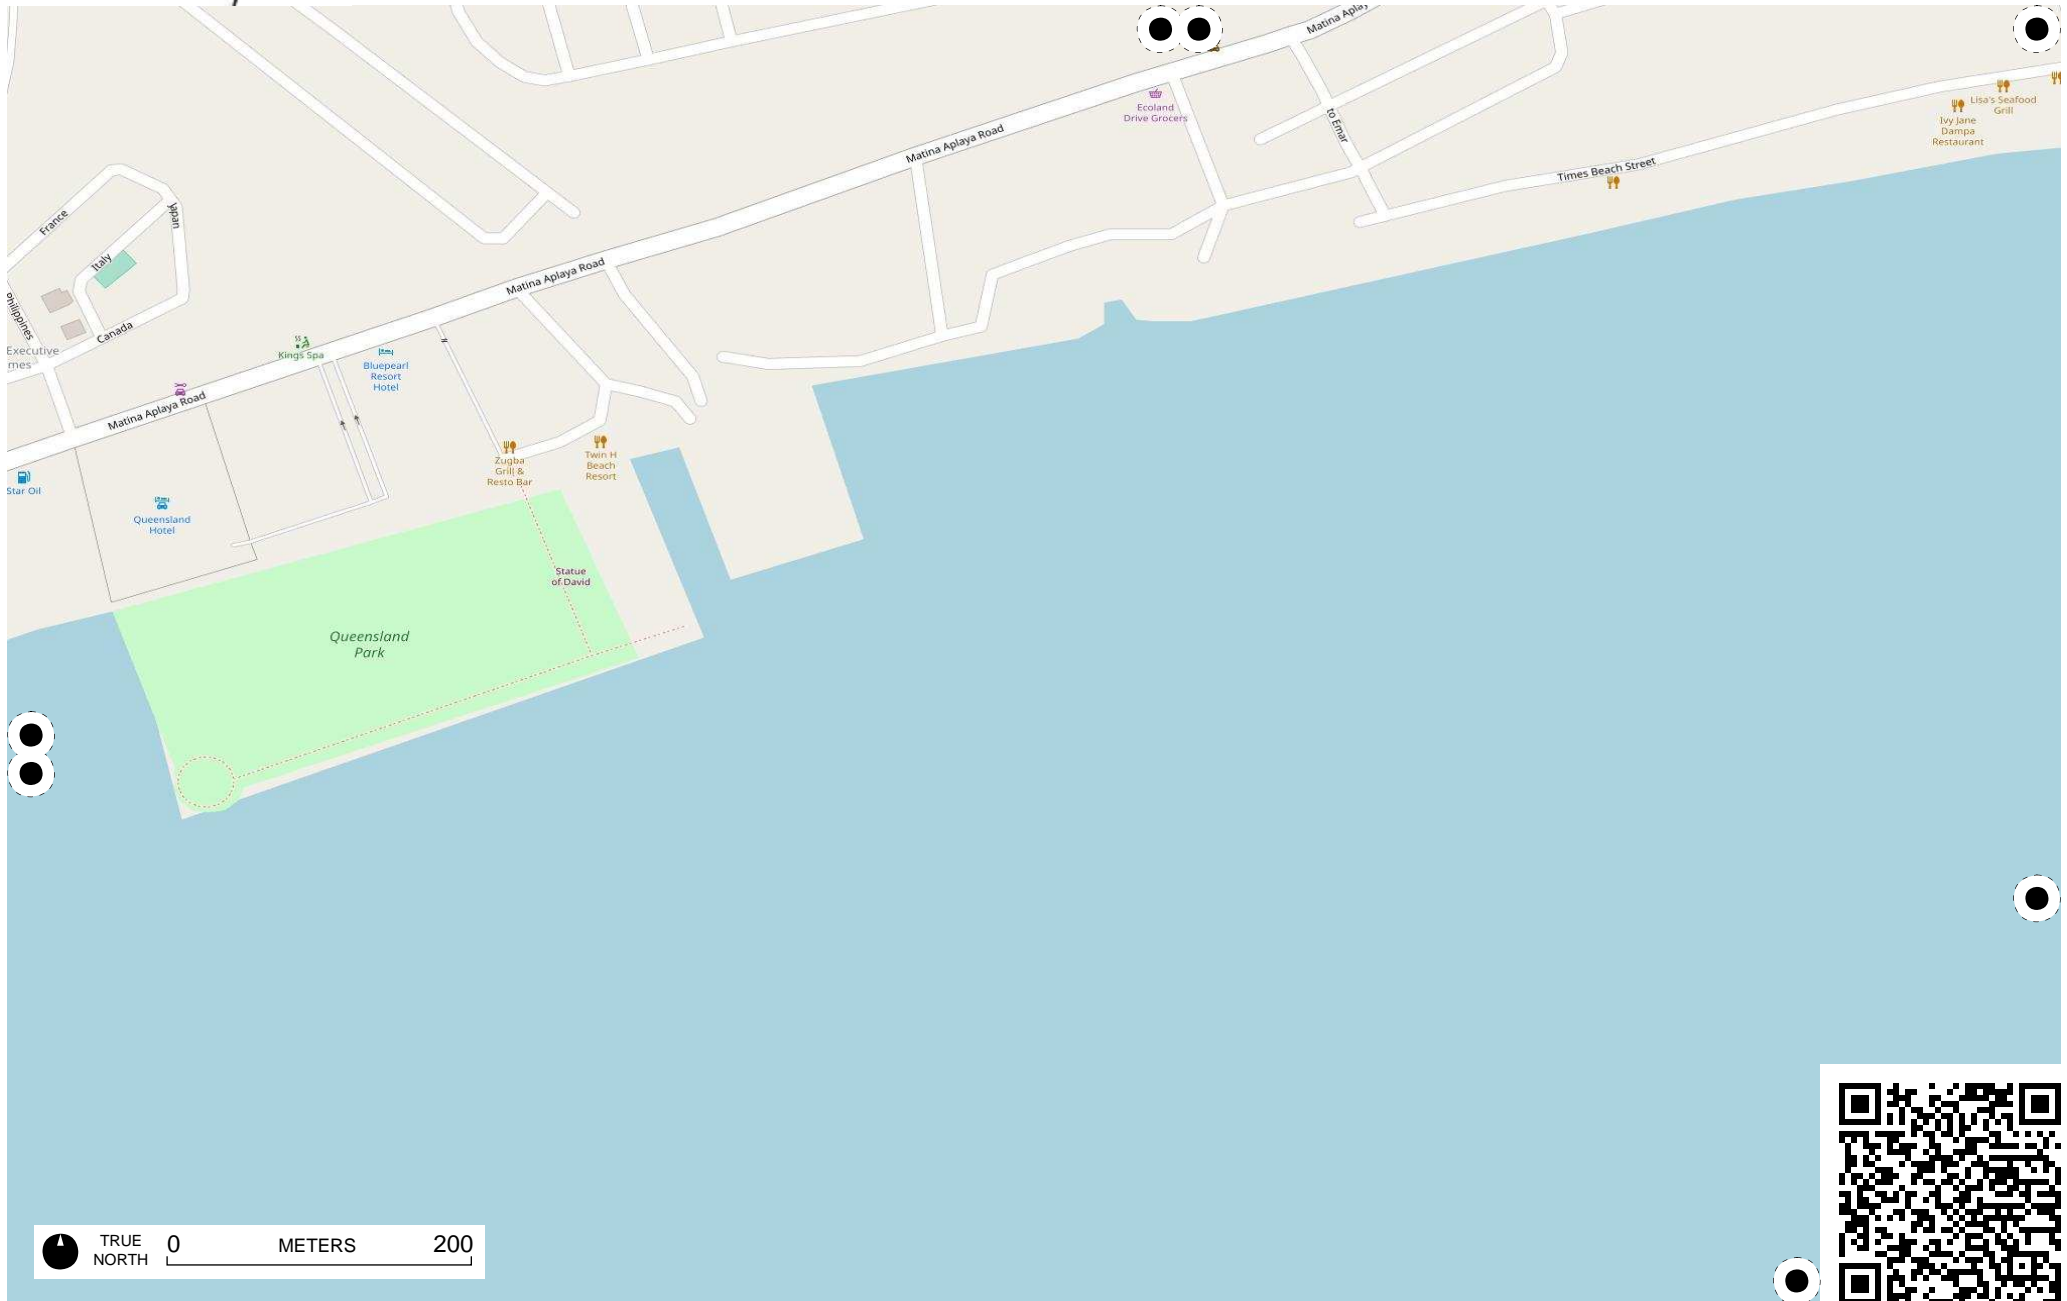 Matina Aplay
Ecoland
Drive Grocers
to Emar
Lisa's Seafood
Grill
Ivy Jane
Dampa
Restaurant
Matina Aplaya Road
Times Beach Street
France
Japan
Italy
Matina Aplaya Road
Philippines
Canada
Executive
mes
Kings Spa
Bluepearl
Resort
Hotel
Matina Aplaya Road
Star Oil
Zugba
Grill &
Resto Bar
Twin H
Beach
Resort
Queensland
Hotel
Statue
of David
Queensland
Park
TRUE
NORTH
0 METERS 200